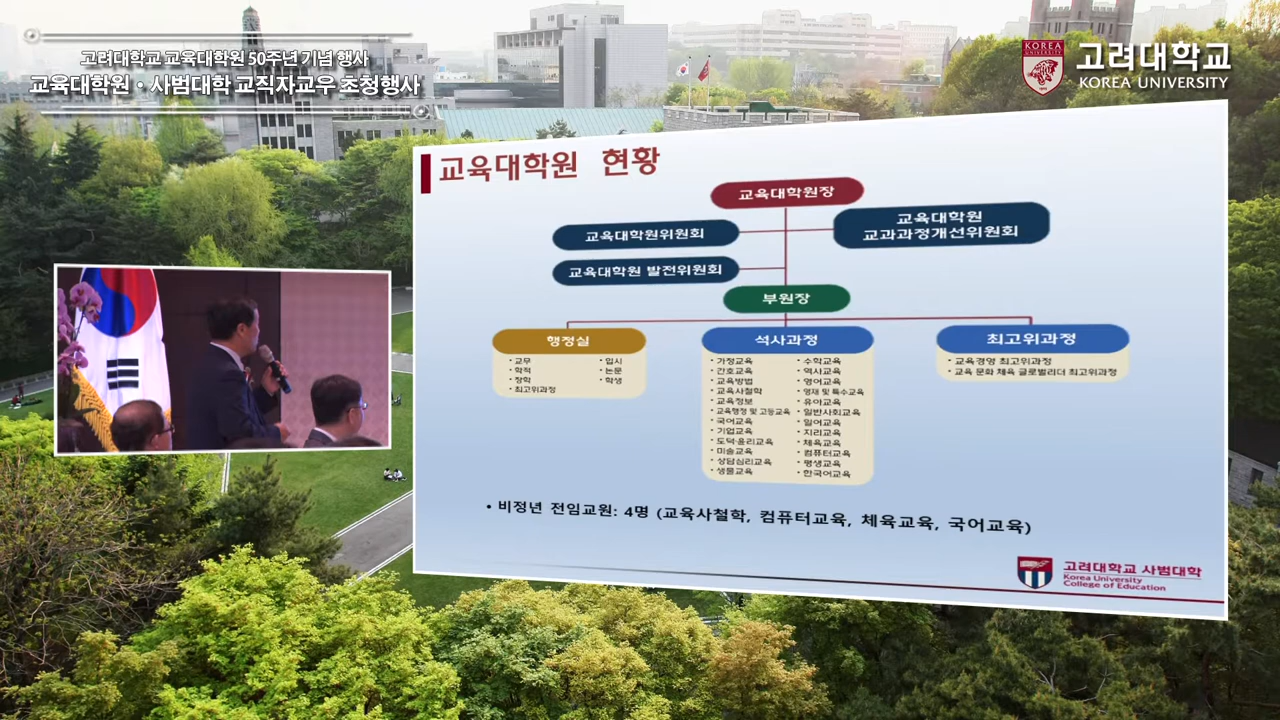 고려대학교 교육대학원 50주년 기념 행사
교육대학원 · 사범대학 교직자교우 초청행사
KOREA
고려대학교
KOREA UNIVERSITY
교육대학원 현황
교육대학원장
교육대학원위원회
교육대학원
교과과정개선위원회
교육대학원 발전위원회
부원장
행정실
• 교무
• 학적
• 장학
• 최고위과정
• 입시
• 논문
• 학생
석사과정
• 가정교육
• 간호교육
• 교육방법
• 교육사철학
• 교육정보
• 교육행정 및 고등교육
• 국어교육
• 기업교육
• 도덕·윤리교육
• 미술교육
• 상담심리교육
• 생물교육
• 수학교육
• 역사교육
• 영어교육
• 영재 및 특수교육
• 유아교육
• 일반사회교육
• 일어교육
• 지리교육
• 체육교육
• 컴퓨터교육
• 평생교육
• 한국어교육
최고위과정
• 교육경영 최고위과정
• 교육 문화 체육 글로벌리더 최고위과정
• 비정년 전임교원: 4명 (교육사철학, 컴퓨터교육, 체육교육, 국어교육)
고려대학교 사범대학
Korea University
College of Education